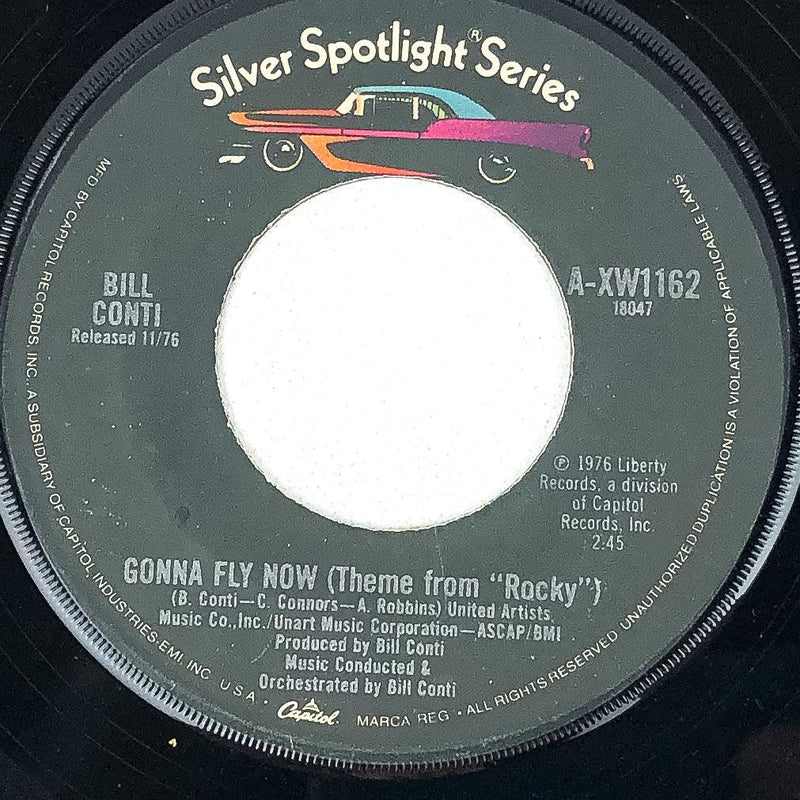 Silver Spotlight® Series
BILL
CONTI
Released 11/76
A-XW1162
18047
℗ 1976 Liberty
Records, a division
of Capitol
Records, Inc.
2:45
GONNA FLY NOW (Theme from "Rocky")
(B. Conti—C. Connors—A. Robbins) United Artists
Music Co., Inc./Unart Music Corporation—ASCAP/BMI
Produced by Bill Conti
Music Conducted &
Orchestrated by Bill Conti
MFD. BY CAPITOL RECORDS, INC., A SUBSIDIARY OF CAPITOL INDUSTRIES-EMI, INC. U.S.A. • Capitol. MARCA REG. • ALL RIGHTS RESERVED UNAUTHORIZED DUPLICATION IS A VIOLATION OF APPLICABLE LAWS